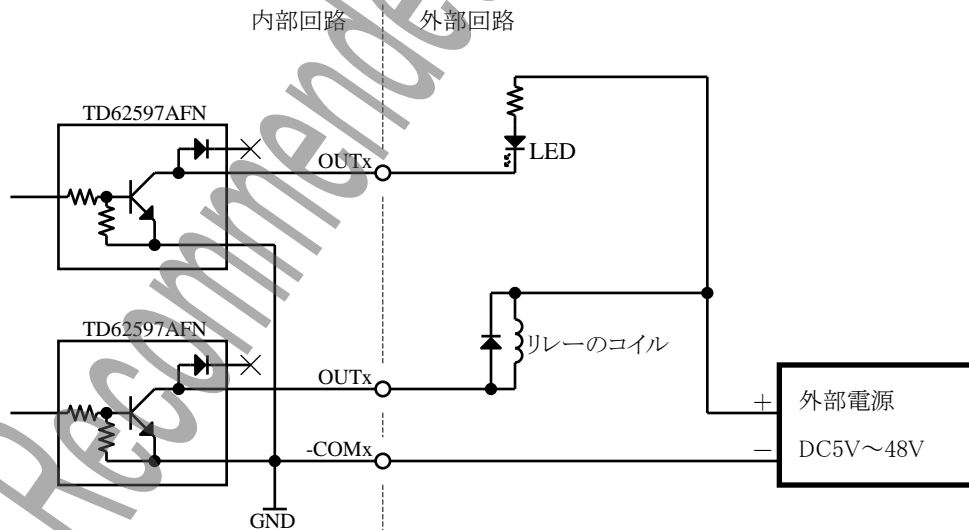 内部回路
外部回路
TD62597AFN
OUTx
LED
TD62597AFN
リレーのコイル
OUTx
+
外部電源
-COMx
−
DC5V～48V
GND
Recommended